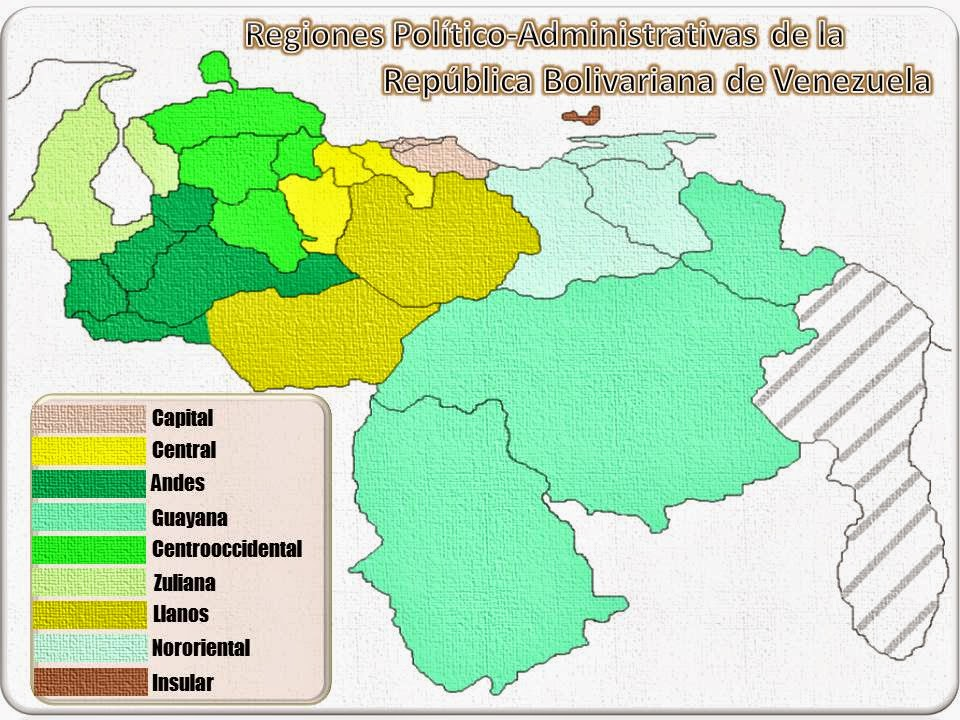 Regiones Político-Administrativas de la
República Bolivariana de Venezuela
Capital
Central
Andes
Guayana
Centrooccidental
Zuliana
Llanos
Nororiental
Insular